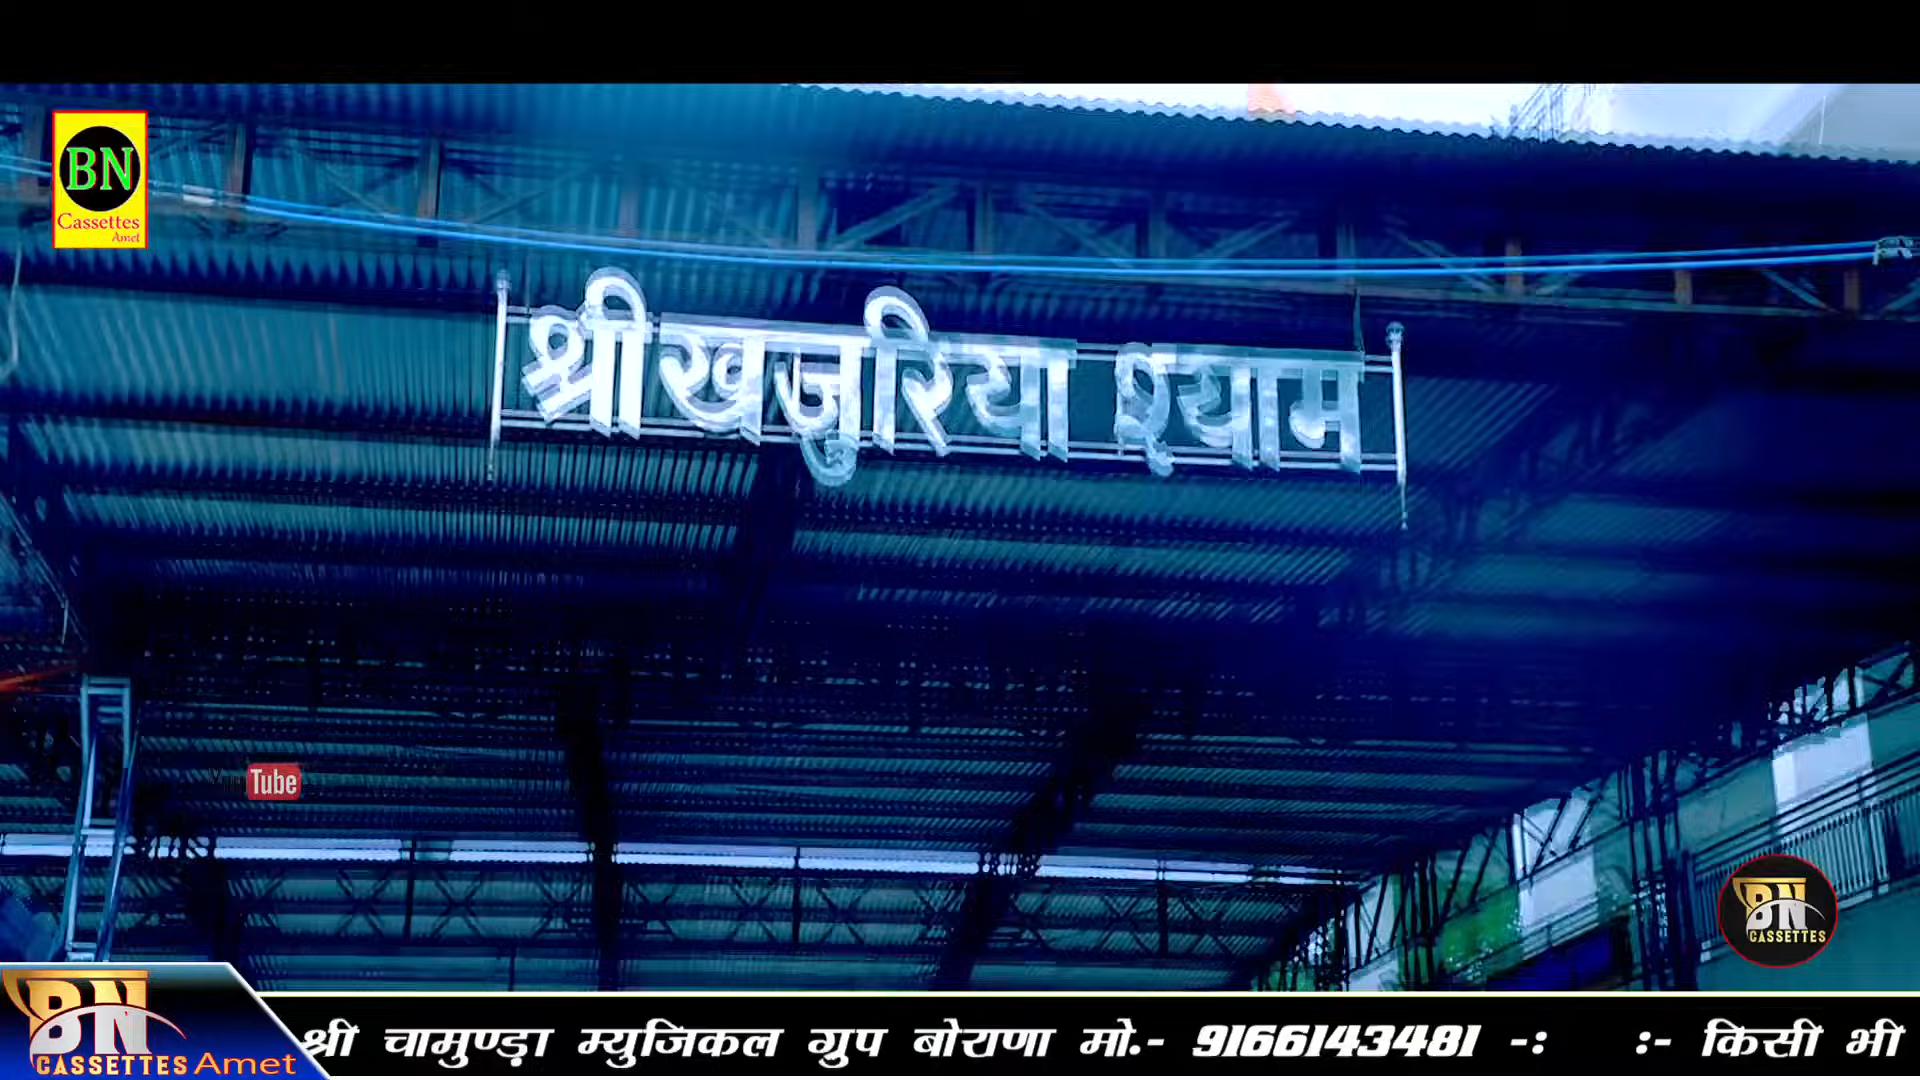 BN
Cassettes
Amet
श्री खजुरिया श्याम
Tube
BN
CASSETTES
BN
CASSETTES Amet
श्री चामुण्ड़ा म्युजिकल ग्रुप बोराणा मो.- 9166143481 -: :- किसी भी